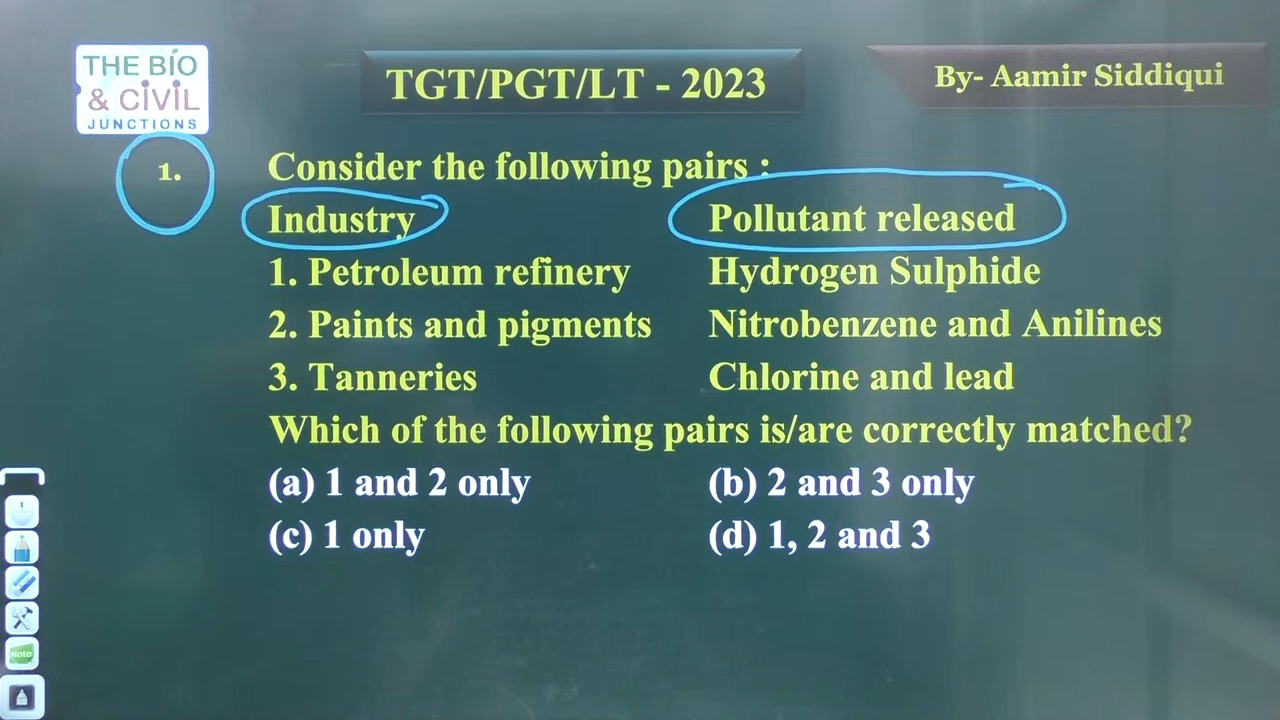 THE BIO
& CIVIL
JUNCTIONS
TGT/PGT/LT - 2023
By- Aamir Siddiqui
1. Consider the following pairs :
Industry Pollutant released
1. Petroleum refinery Hydrogen Sulphide
2. Paints and pigments Nitrobenzene and Anilines
3. Tanneries Chlorine and lead
Which of the following pairs is/are correctly matched?
(a) 1 and 2 only (b) 2 and 3 only
(c) 1 only (d) 1, 2 and 3
Note